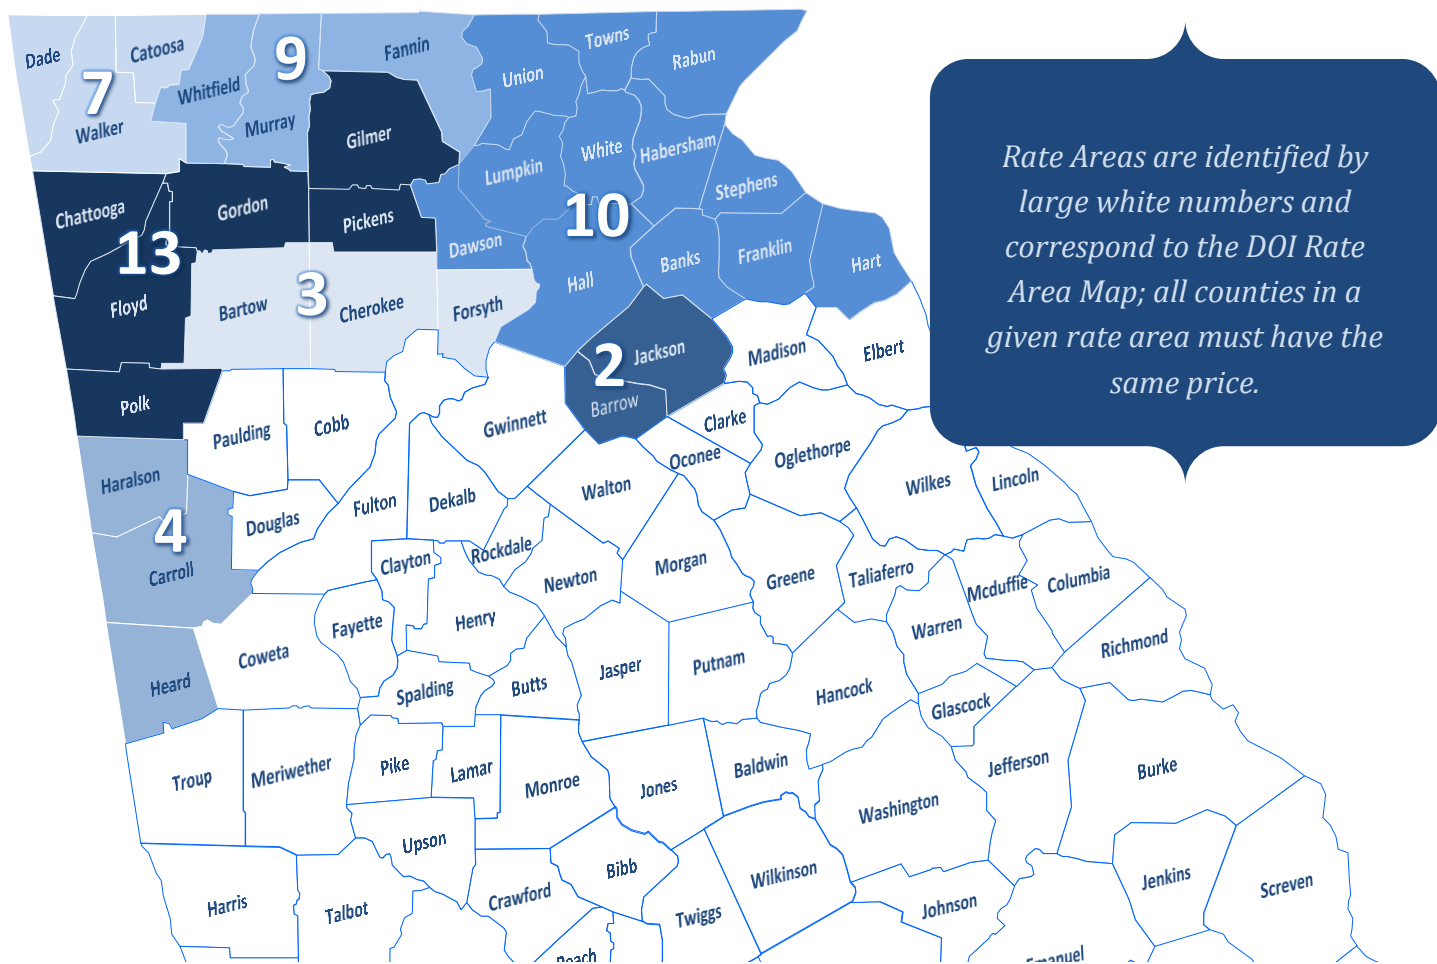 Towns
Fannin
Catoosa
Dade
9
Rabun
Union
7
Whitfield
Walker
Murray
Gilmer
White
Habersham
Lumpkin
Stephens
Chattooga
Gordon
Pickens
10
13
Dawson
Franklin
Banks
Hart
Hall
3
Floyd
Bartow
Cherokee
Forsyth
2
Jackson
Madison
Elbert
Polk
Barrow
Paulding
Cobb
Gwinnett
Clarke
Oglethorpe
Oconee
Haralson
Walton
Wilkes
Lincoln
Fulton
Dekalb
Douglas
4
Carroll
Clayton
Rockdale
Newton
Morgan
Greene
Taliaferro
Mcduffie
Columbia
Henry
Fayette
Warren
Richmond
Coweta
Jasper
Putnam
Heard
Spalding
Butts
Hancock
Glascock
Troup
Meriwether
Pike
Lamar
Monroe
Jones
Baldwin
Jefferson
Burke
Washington
Upson
Bibb
Wilkinson
Jenkins
Screven
Harris
Talbot
Crawford
Twiggs
Johnson
Peach
Emanuel
Rate Areas are identified by
large white numbers and
correspond to the DOI Rate
Area Map; all counties in a
given rate area must have the
same price.